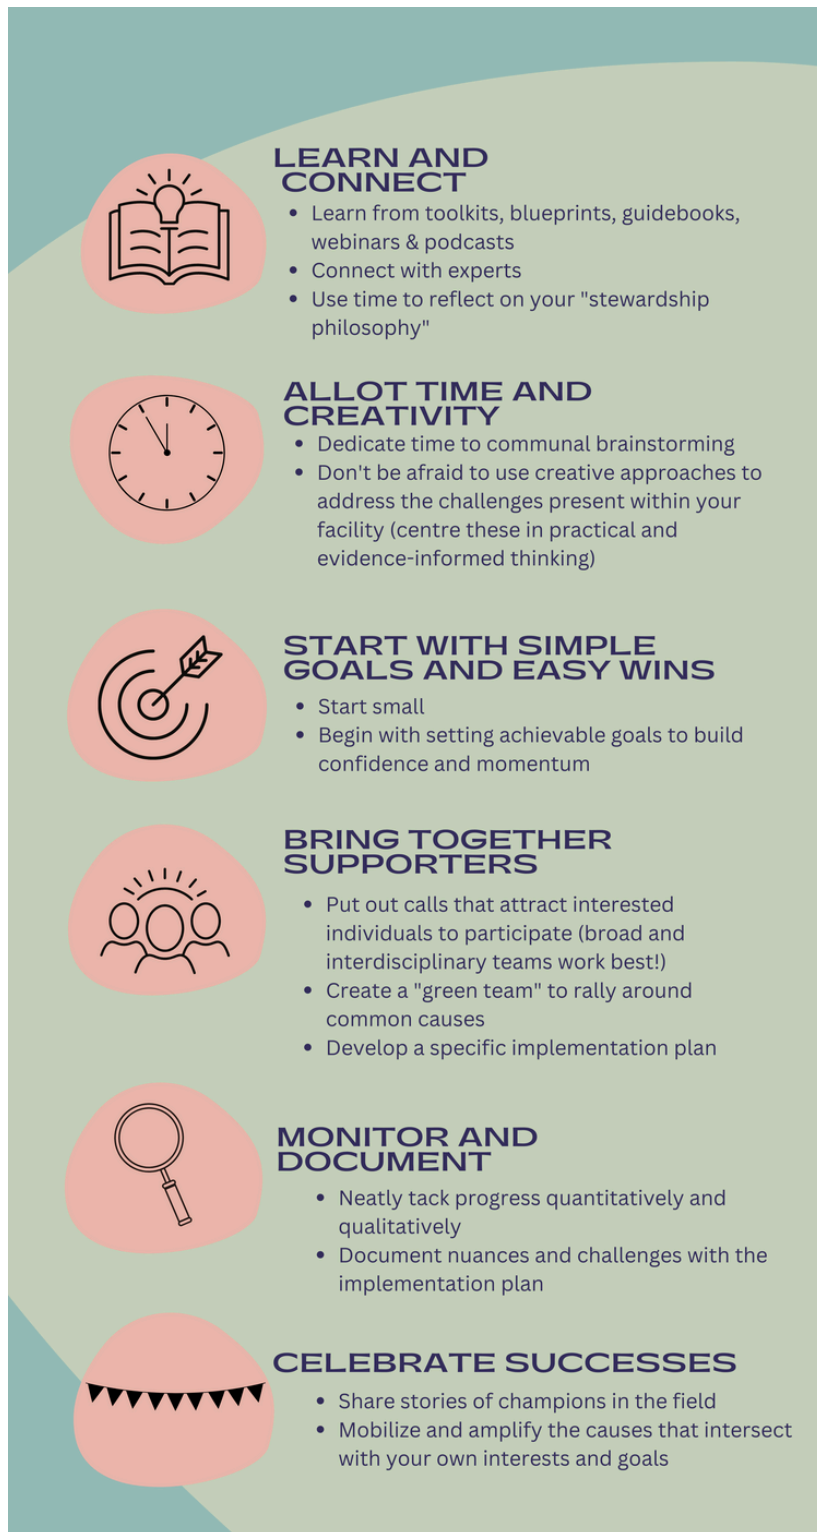 LEARN AND
CONNECT
• Learn from toolkits, blueprints, guidebooks,
webinars & podcasts
• Connect with experts
• Use time to reflect on your "stewardship
philosophy"
ALLOT TIME AND
CREATIVITY
• Dedicate time to communal brainstorming
• Don't be afraid to use creative approaches to
address the challenges present within your
facility (centre these in practical and
evidence-informed thinking)
START WITH SIMPLE
GOALS AND EASY WINS
• Start small
• Begin with setting achievable goals to build
confidence and momentum
BRING TOGETHER
SUPPORTERS
• Put out calls that attract interested
individuals to participate (broad and
interdisciplinary teams work best!)
• Create a "green team" to rally around
common causes
• Develop a specific implementation plan
MONITOR AND
DOCUMENT
• Neatly tack progress quantitatively and
qualitatively
• Document nuances and challenges with the
implementation plan
CELEBRATE SUCCESSES
• Share stories of champions in the field
• Mobilize and amplify the causes that intersect
with your own interests and goals